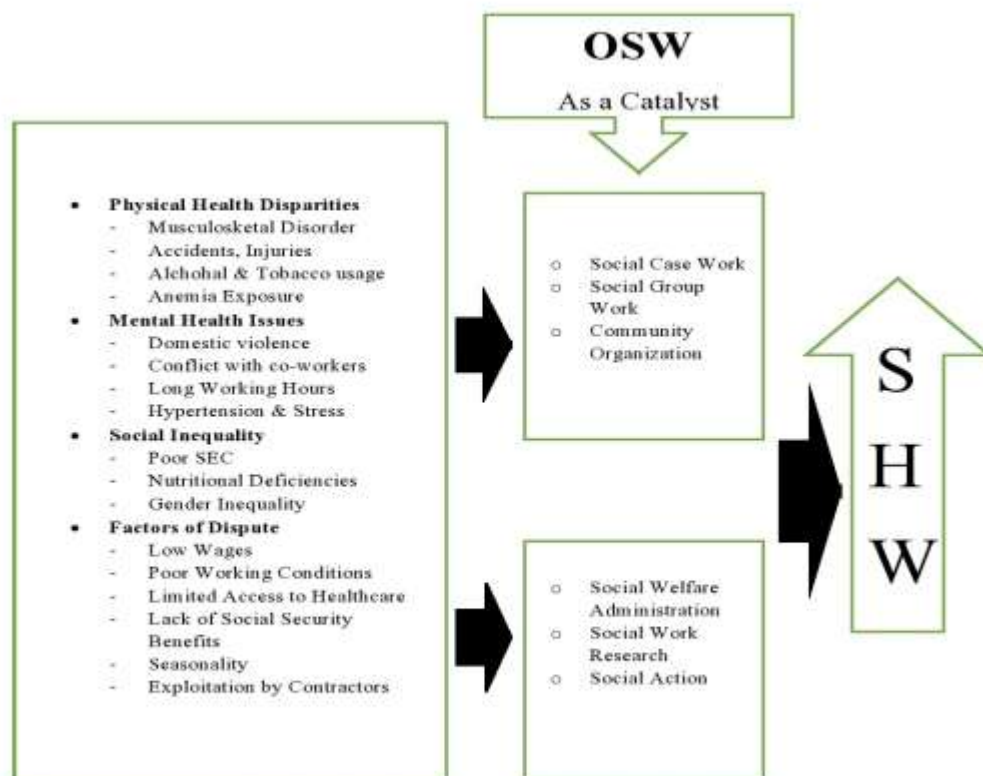 OSW
As a Catalyst
• Physical Health Disparities
- Musculosketal Disorder
- Accidents, Injuries
- Alchohal & Tobacco usage
- Anemia Exposure
• Mental Health Issues
- Domestic violence
- Conflict with co-workers
- Long Working Hours
- Hypertension & Stress
• Social Inequality
- Poor SEC
- Nutritional Deficiencies
- Gender Inequality
• Factors of Dispute
- Low Wages
- Poor Working Conditions
- Limited Access to Healthcare
- Lack of Social Security
Benefits
- Seasonality
- Exploitation by Contractors
o Social Case Work
o Social Group
Work
o Community
Organization
o Social Welfare
Administration
o Social Work
Research
o Social Action
S
H
W